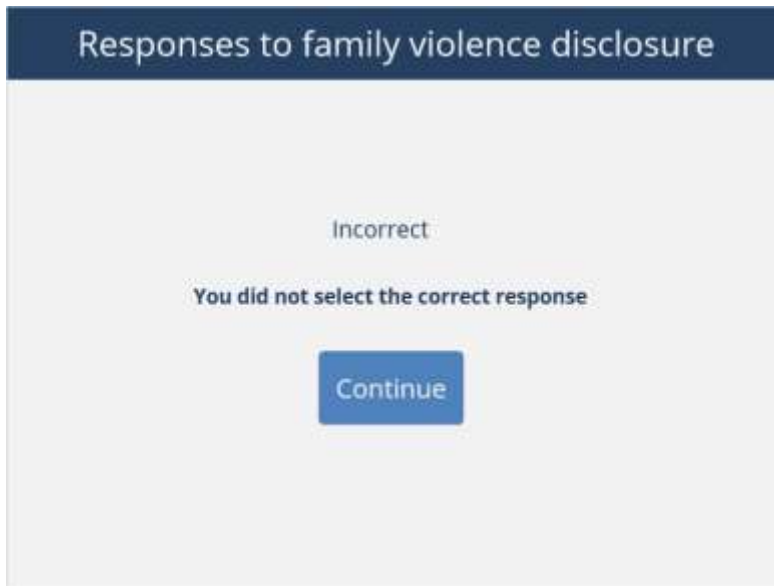 Responses to family violence disclosure
Incorrect
You did not select the correct response
Continue